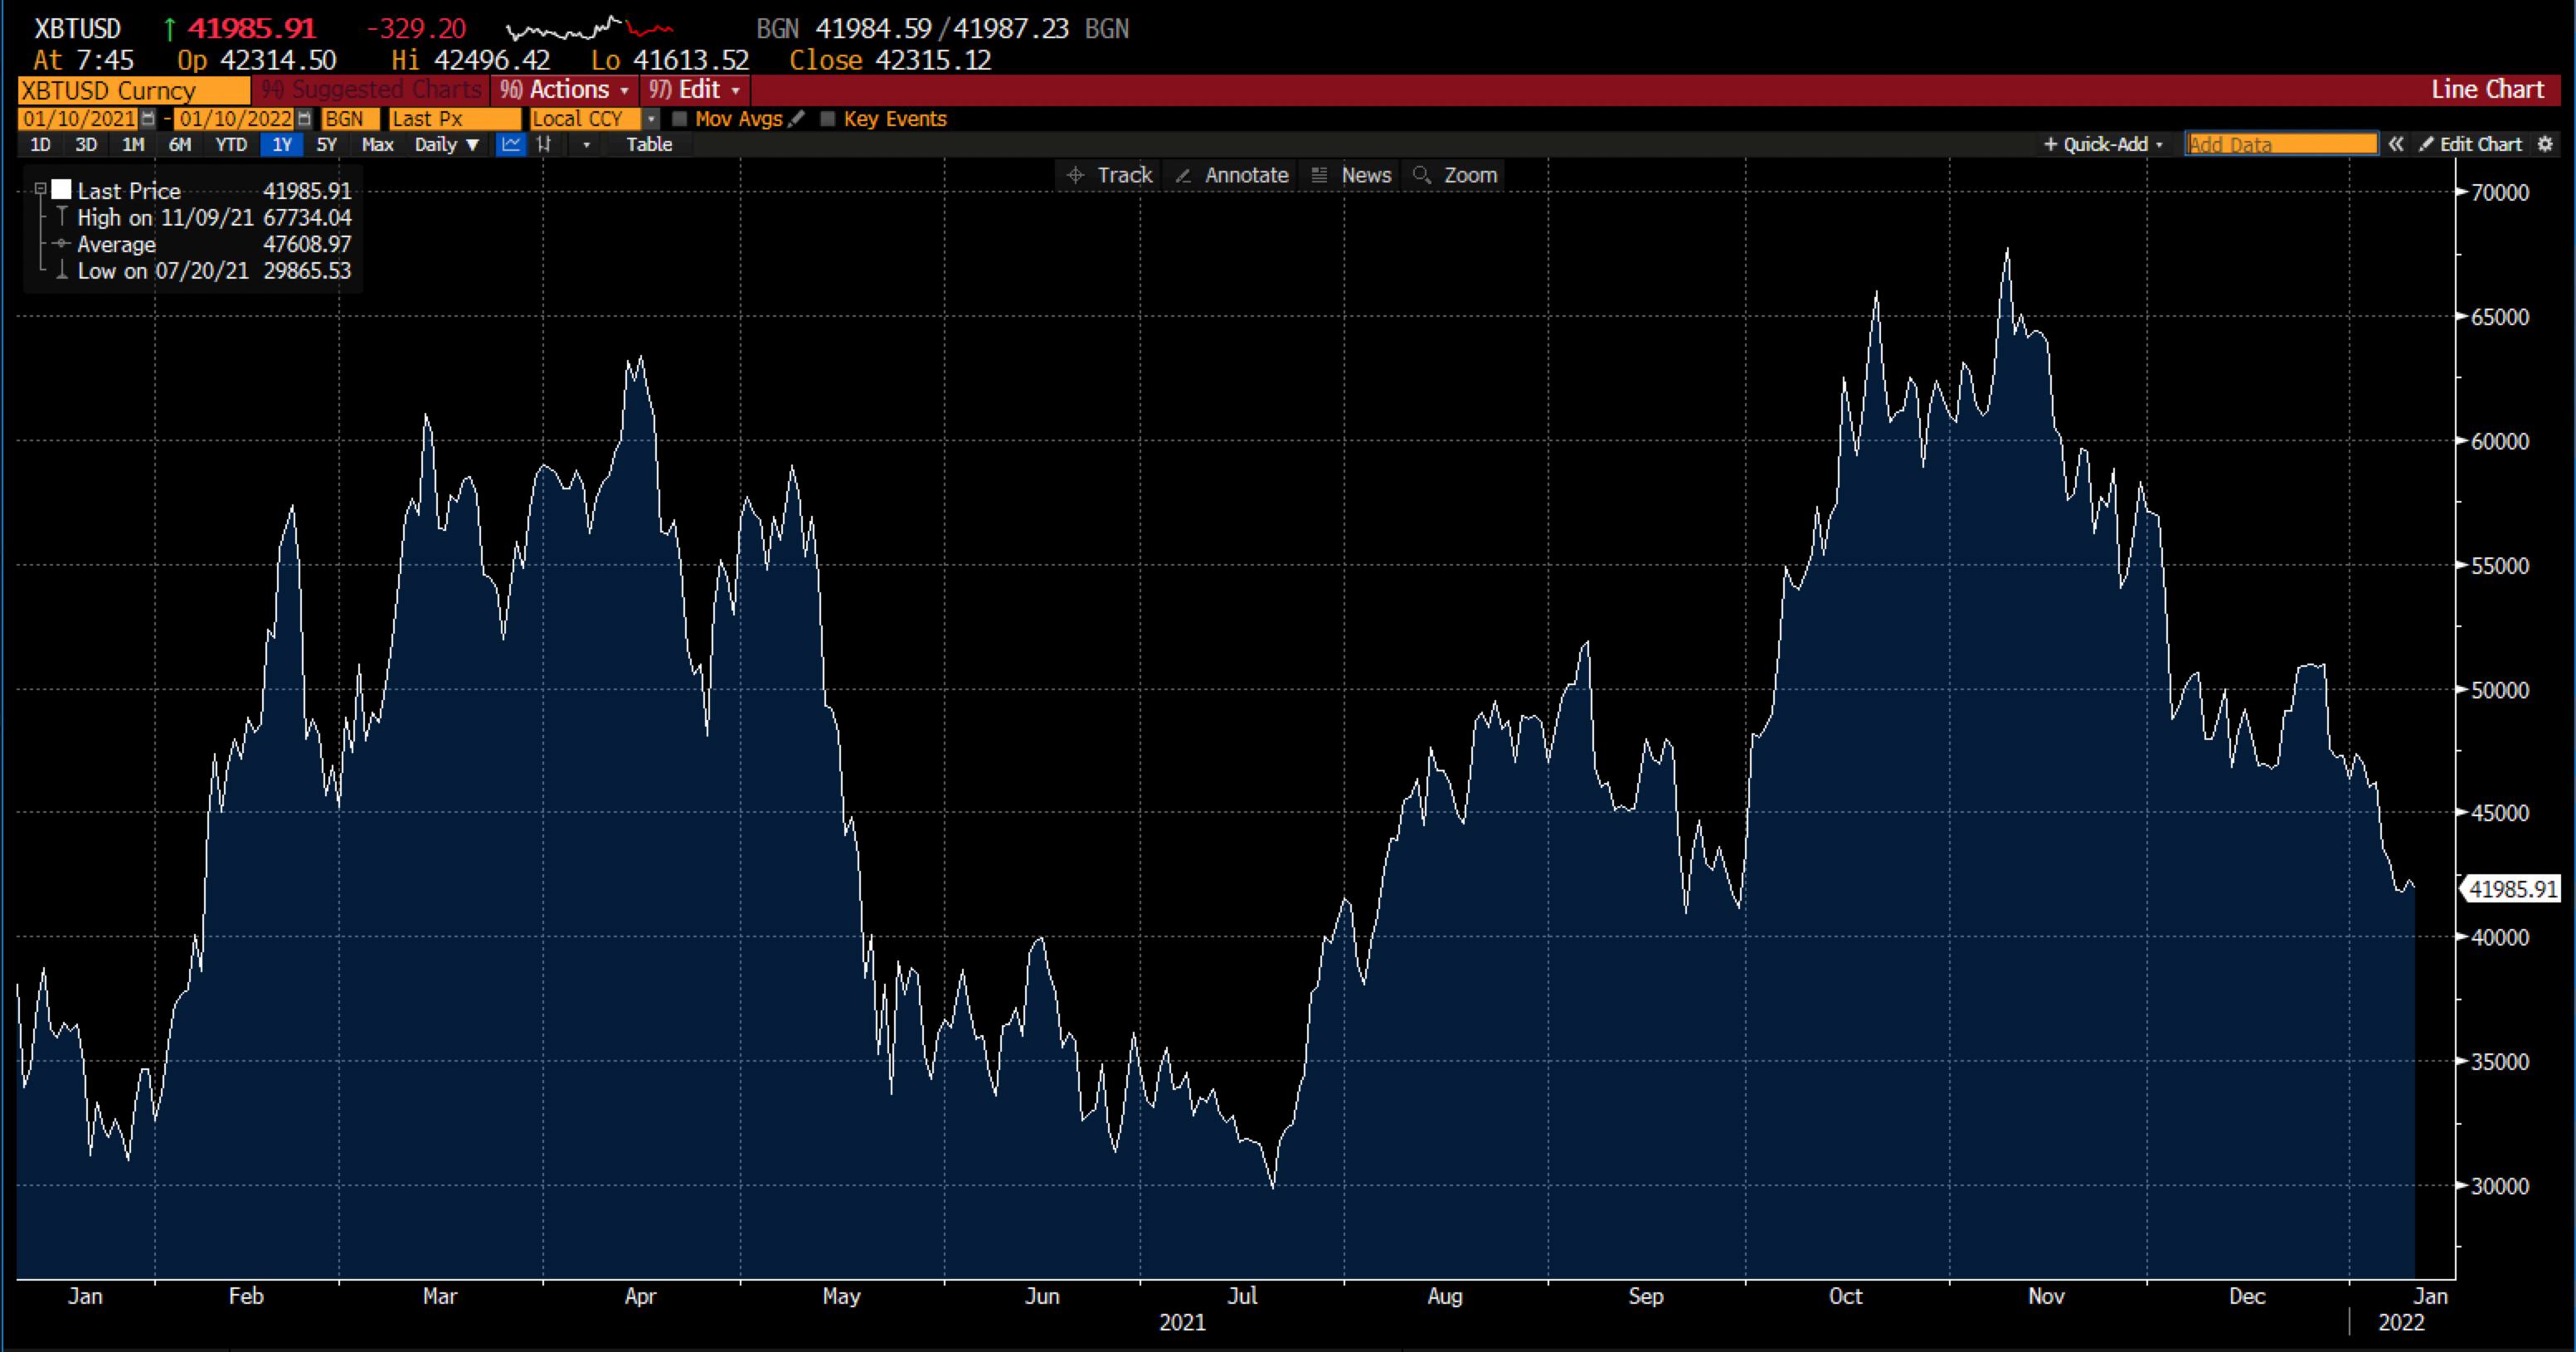 XBTUSD ↑ 41985.91 -329.20 BGN 41984.59/41987.23 BGN
At 7:45 Op 42314.50 Hi 42496.42 Lo 41613.52 Close 42315.12
XBTUSD Curncy 94) Suggested Charts 96) Actions ▾ 97) Edit ▾ Line Chart
01/10/2021 - 01/10/2022 BGN Last Px Local CCY ▾ Mov Avgs Key Events
1D 3D 1M 6M YTD 1Y 5Y Max Daily ▼ ▾ Table + Quick-Add ▾ Add Data « Edit Chart
Track Annotate News Zoom
Last Price 41985.91
High on 11/09/21 67734.04
Average 47608.97
Low on 07/20/21 29865.53
70000
65000
60000
55000
50000
45000
41985.91
40000
35000
30000
Jan Feb Mar Apr May Jun Jul Aug Sep Oct Nov Dec Jan
2021 2022